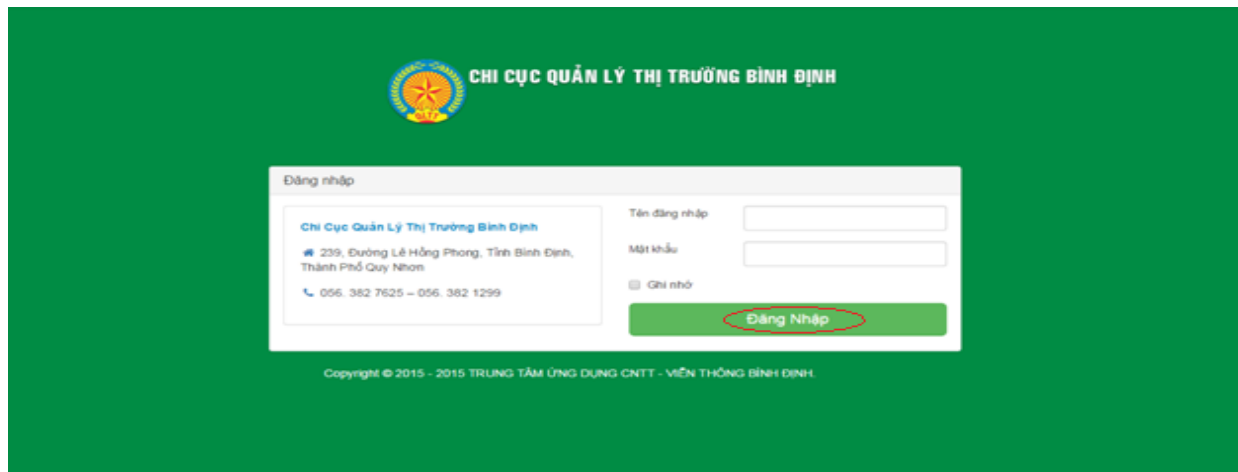 CHI CỤC QUẢN LÝ THỊ TRƯỜNG BÌNH ĐỊNH
QLTT
Đăng nhập
Chi Cục Quản Lý Thị Trường Bình Định
239, Đường Lê Hồng Phong, Tỉnh Bình Định,
Thành Phố Quy Nhơn
056. 382 7625 – 056. 382 1299
Tên đăng nhập
Mật khẩu
Ghi nhớ
Đăng Nhập
Copyright © 2015 - 2015 TRUNG TÂM ỨNG DỤNG CNTT - VIỄN THÔNG BÌNH ĐỊNH.